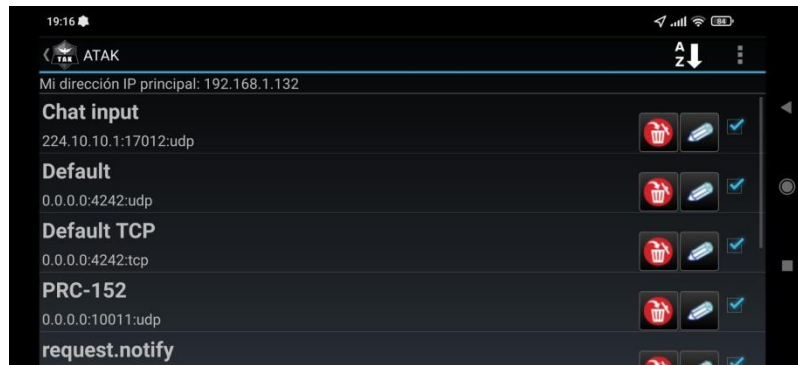 19:16
84
TAK
ATAK
A
Z
Mi dirección IP principal: 192.168.1.132
Chat input
224.10.10.1:17012:udp
Default
0.0.0.0:4242:udp
Default TCP
0.0.0.0:4242:tcp
PRC-152
0.0.0.0:10011:udp
request.notify